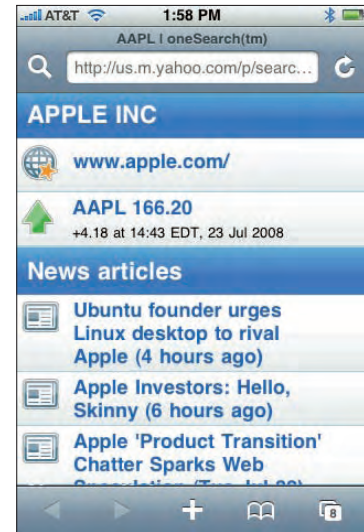 AT&T 1:58 PM
AAPL | oneSearch(tm)
http://us.m.yahoo.com/p/searc...
APPLE INC
www.apple.com/
AAPL 166.20
+4.18 at 14:43 EDT, 23 Jul 2008
News articles
Ubuntu founder urges
Linux desktop to rival
Apple (4 hours ago)
Apple Investors: Hello,
Skinny (6 hours ago)
Apple 'Product Transition'
Chatter Sparks Web
8